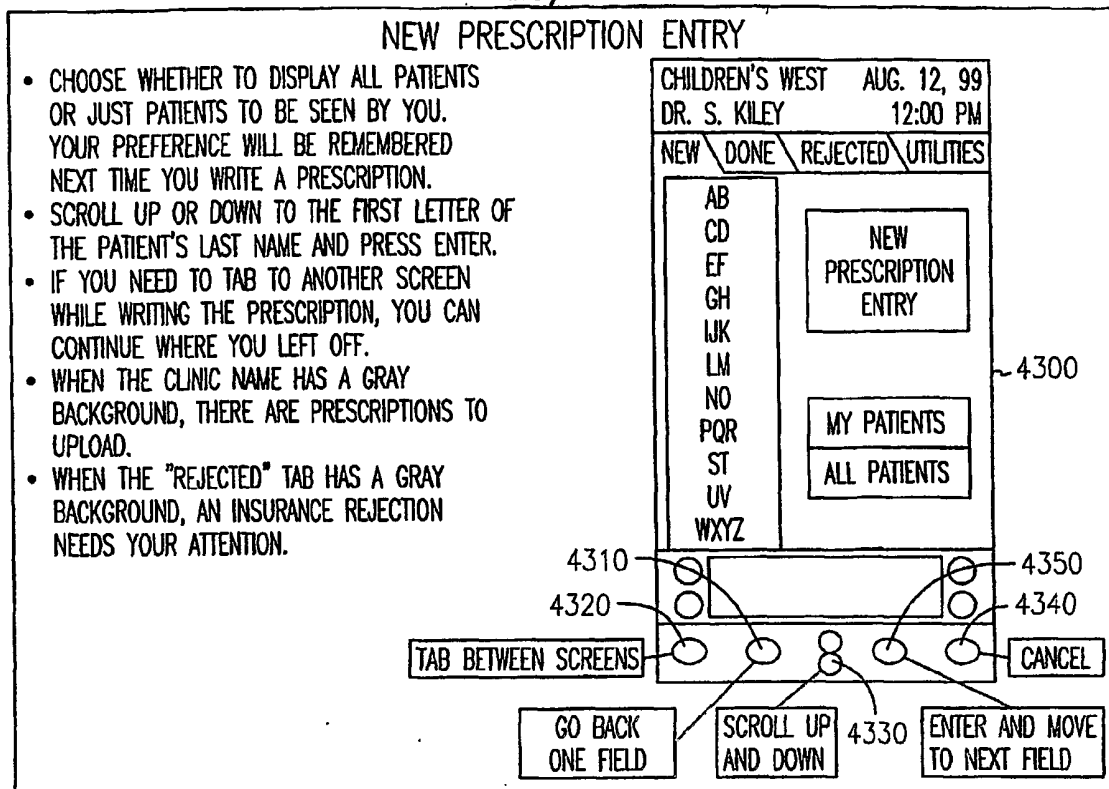 NEW PRESCRIPTION ENTRY
• CHOOSE WHETHER TO DISPLAY ALL PATIENTS
OR JUST PATIENTS TO BE SEEN BY YOU.
YOUR PREFERENCE WILL BE REMEMBERED
NEXT TIME YOU WRITE A PRESCRIPTION.
• SCROLL UP OR DOWN TO THE FIRST LETTER OF
THE PATIENT'S LAST NAME AND PRESS ENTER.
• IF YOU NEED TO TAB TO ANOTHER SCREEN
WHILE WRITING THE PRESCRIPTION, YOU CAN
CONTINUE WHERE YOU LEFT OFF.
• WHEN THE CLINIC NAME HAS A GRAY
BACKGROUND, THERE ARE PRESCRIPTIONS TO
UPLOAD.
• WHEN THE "REJECTED" TAB HAS A GRAY
BACKGROUND, AN INSURANCE REJECTION
NEEDS YOUR ATTENTION.
CHILDREN'S WEST AUG. 12, 99
DR. S. KILEY 12:00 PM
NEW DONE REJECTED UTILITIES
AB
CD
EF
GH
IJK
LM
NO
PQR
ST
UV
WXYZ
NEW
PRESCRIPTION
ENTRY
4300
MY PATIENTS
ALL PATIENTS
4310
4350
4320
4340
TAB BETWEEN SCREENS
CANCEL
GO BACK
ONE FIELD
SCROLL UP
AND DOWN
4330
ENTER AND MOVE
TO NEXT FIELD